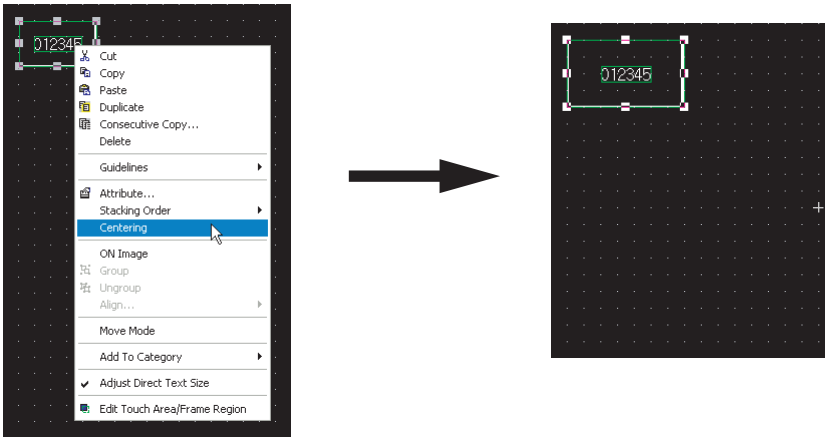 012345
Cut
Copy
Paste
Duplicate
Consecutive Copy...
Delete
Guidelines
Attribute...
Stacking Order
Centering
ON Image
Group
Ungroup
Align...
Move Mode
Add To Category
Adjust Direct Text Size
Edit Touch Area/Frame Region
012345